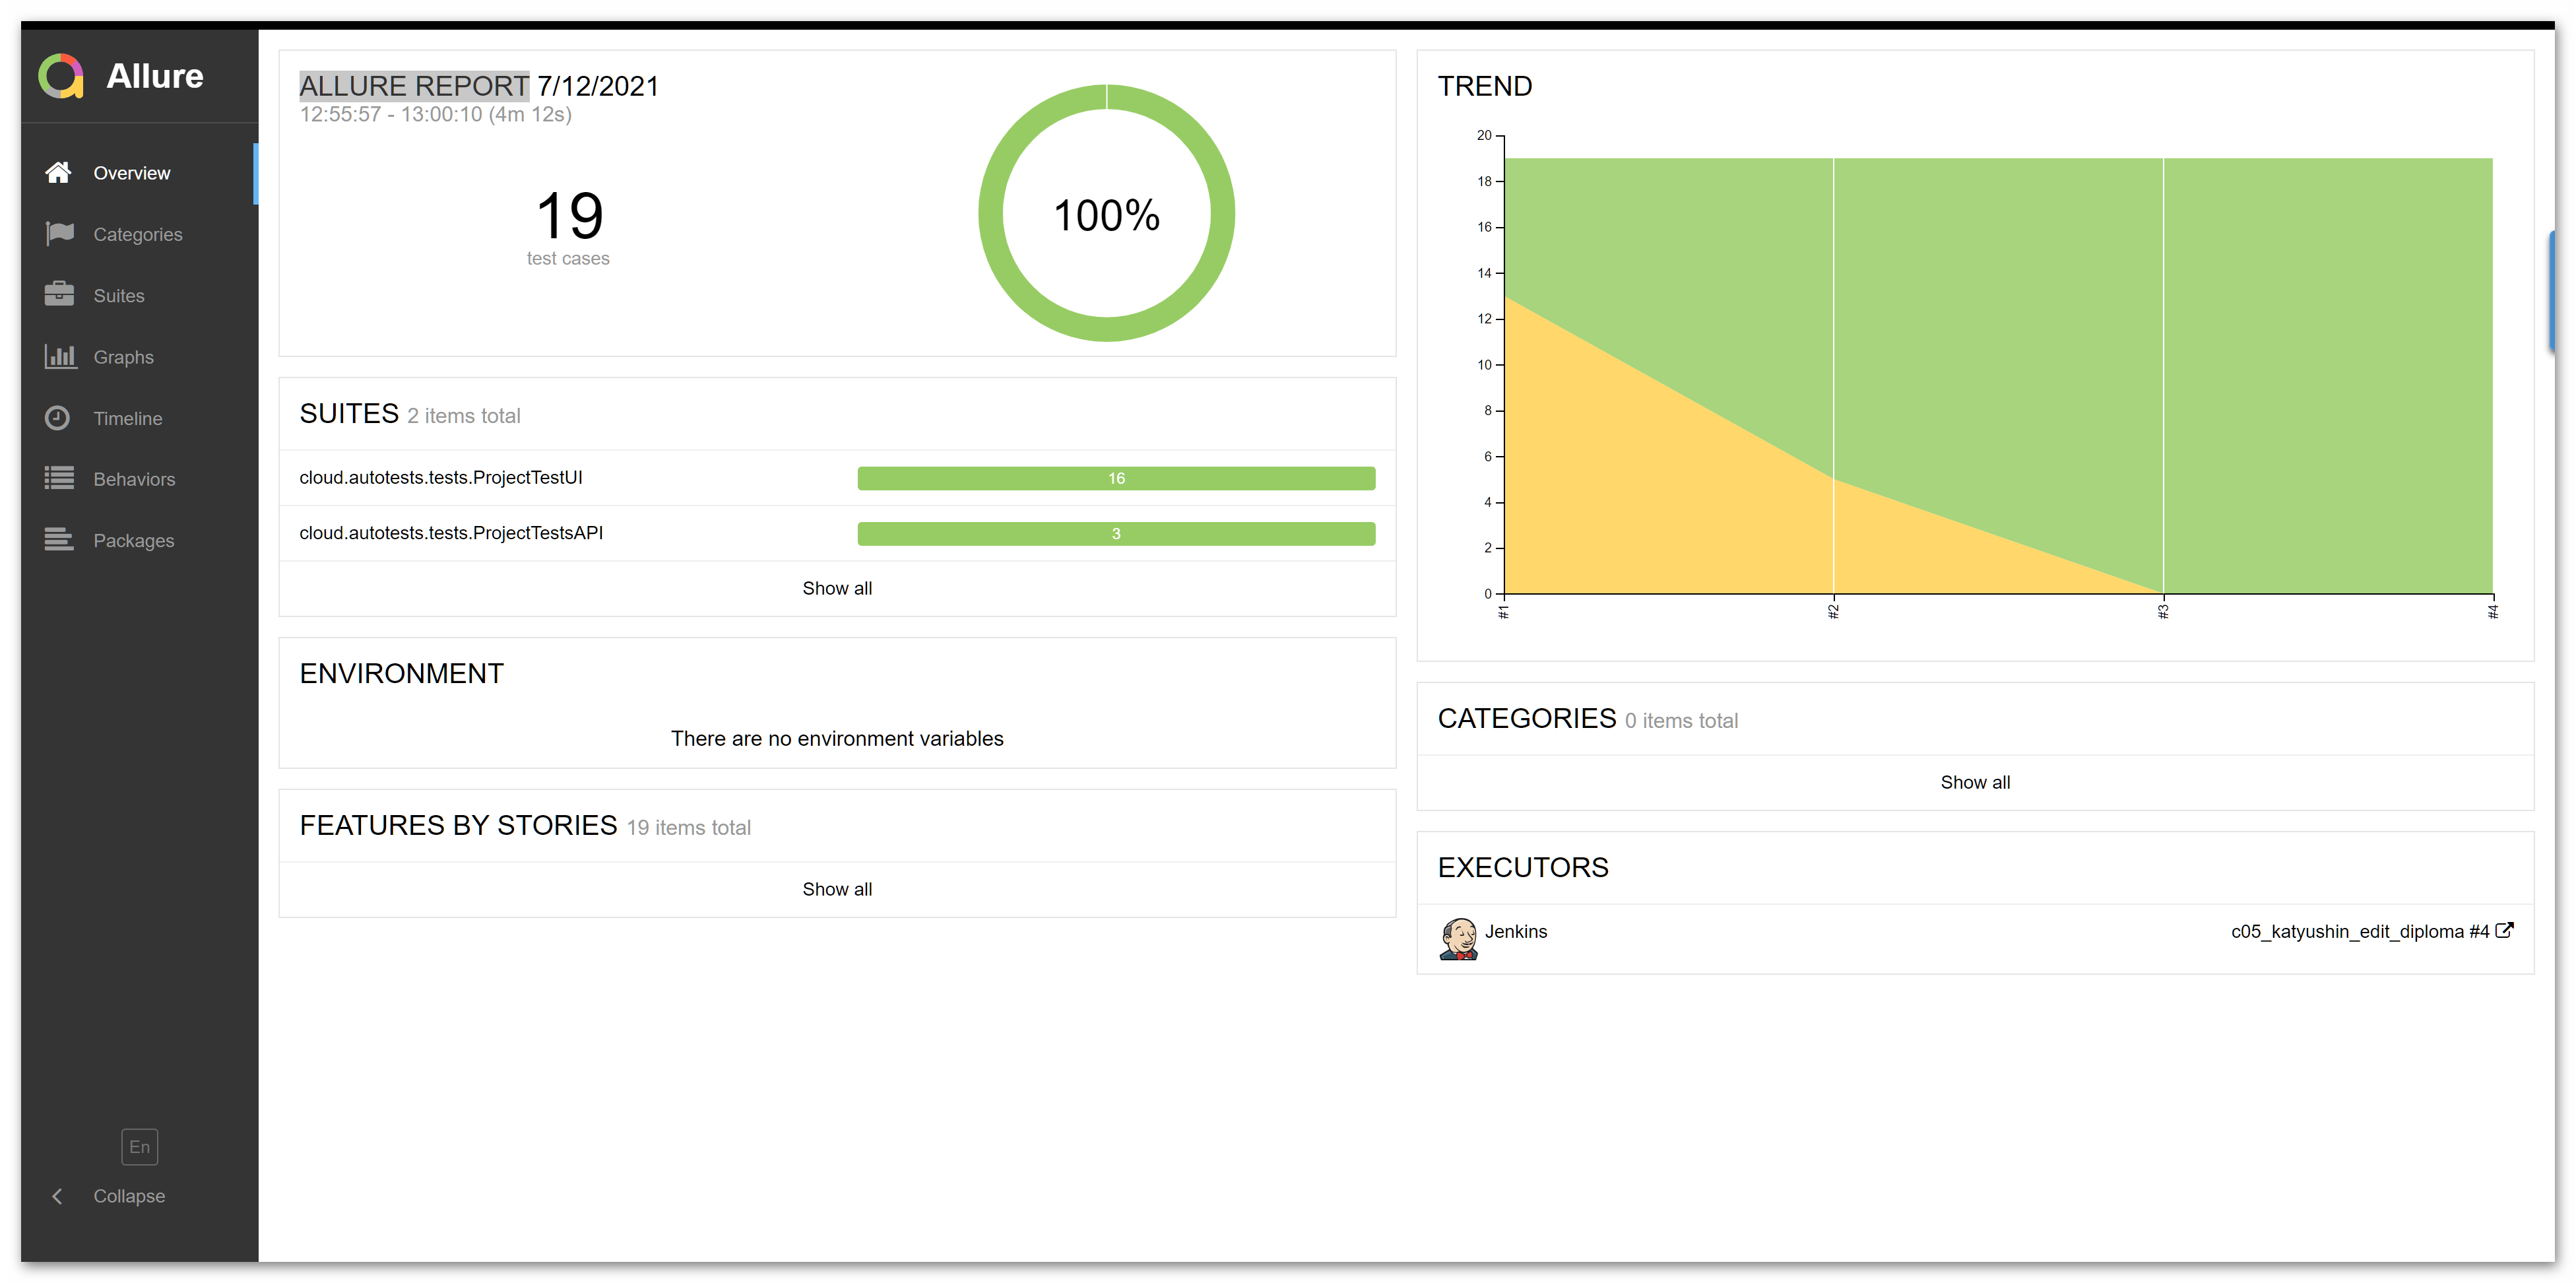 Allure
Overview
Categories
Suites
Graphs
Timeline
Behaviors
Packages
En
Collapse
ALLURE REPORT 7/12/2021
12:55:57 - 13:00:10 (4m 12s)
19
test cases
100%
SUITES 2 items total
cloud.autotests.tests.ProjectTestUI 16
cloud.autotests.tests.ProjectTestsAPI 3
Show all
ENVIRONMENT
There are no environment variables
FEATURES BY STORIES 19 items total
Show all
TREND
20
18
16
14
12
10
8
6
4
2
0
#1 #2 #3 #4
CATEGORIES 0 items total
Show all
EXECUTORS
Jenkins c05_katyushin_edit_diploma #4